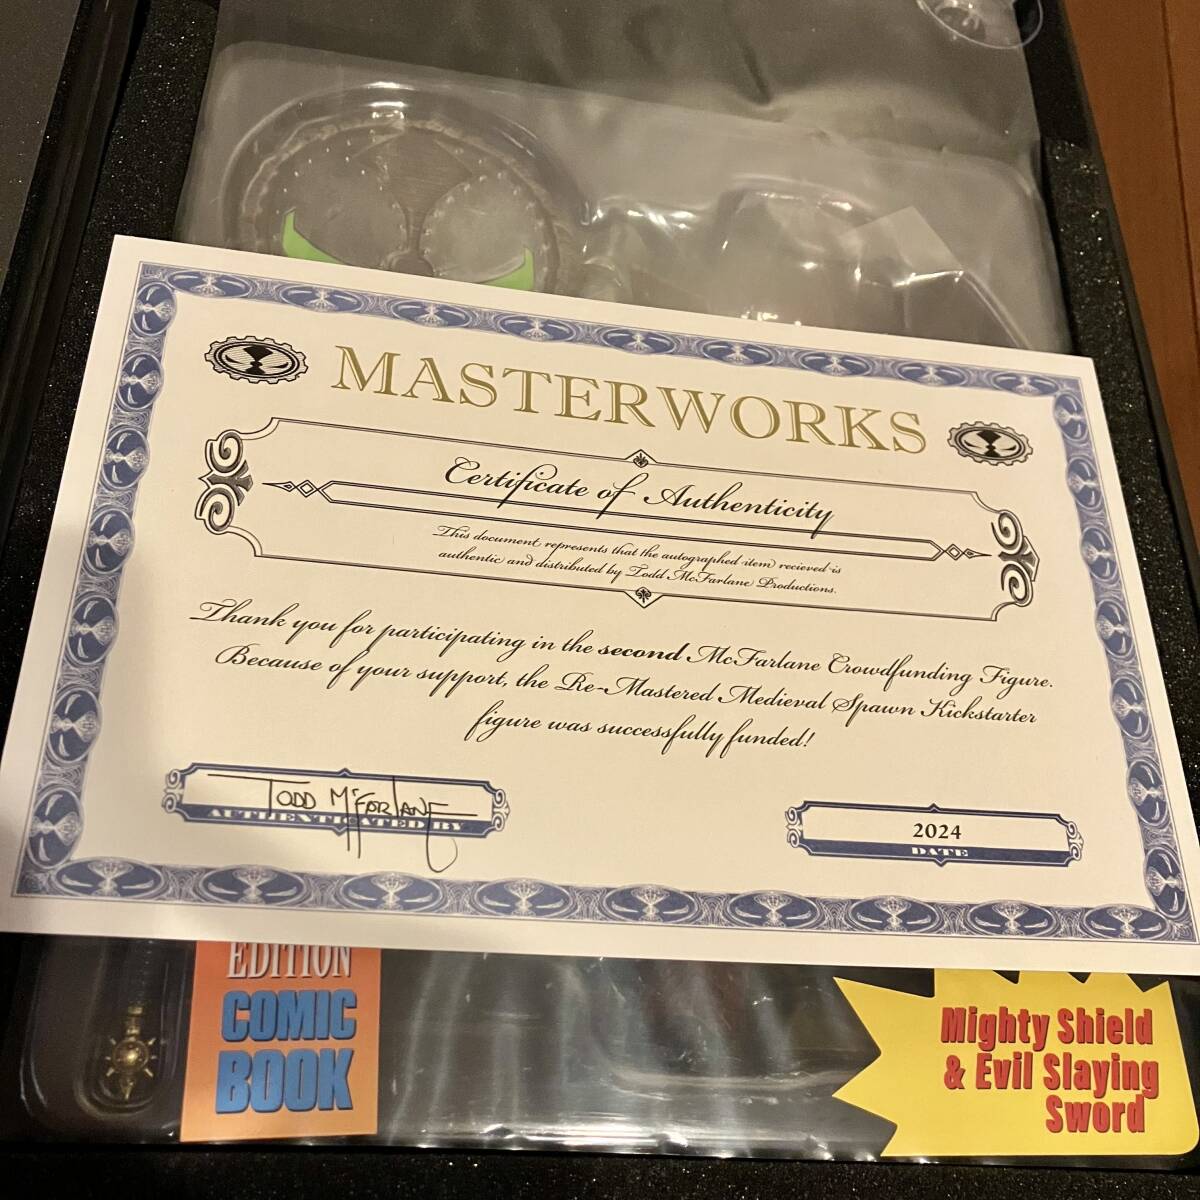 MASTERWORKS
Certificate of Authenticity
This document represents that the autographed item recieved is
authentic and distributed by Todd McFarlane Productions.
Thank you for participating in the second McFarlane Crowdfunding Figure.
Because of your support, the Re-Mastered Medieval Spawn Kickstarter
figure was successfully funded!
TODD McFARLANE
AUTHENTICATED BY
2024
DATE
EDITION
COMIC
BOOK
Mighty Shield
& Evil Slaying
Sword